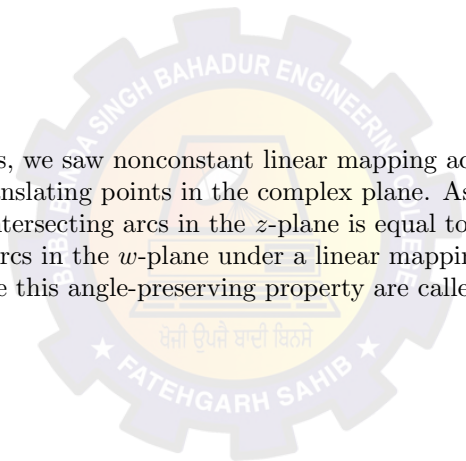 BABA BANDA SINGH BAHADUR ENGINEERING COLLEGE
s, we saw nonconstant linear mapping ac
nslating points in the complex plane. As
ntersecting arcs in the z-plane is equal to
rcs in the w-plane under a linear mappin
e this angle-preserving property are calle
ਖੋਜੀ ਉਪਜੈ ਬਾਦੀ ਬਿਨਸੇ
FATEHGARH SAHIB